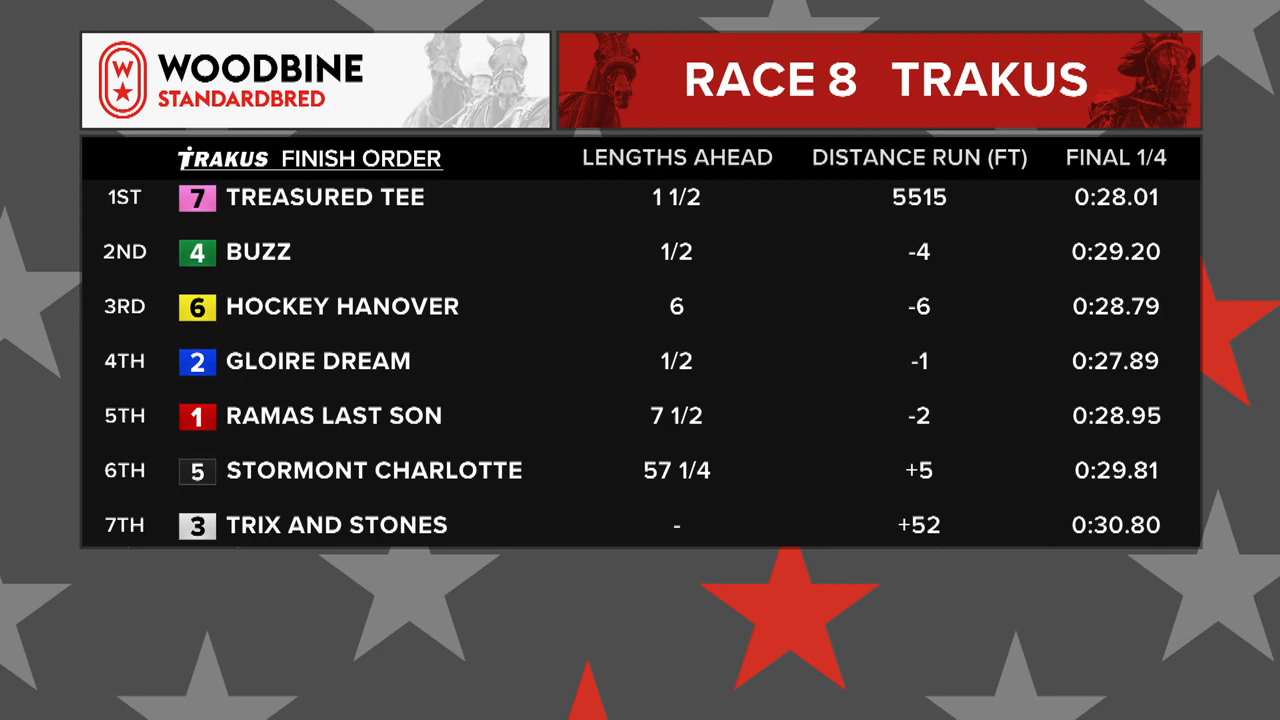 W
WOODBINE
STANDARDBRED
RACE 8 TRAKUS
TRAKUS FINISH ORDER LENGTHS AHEAD DISTANCE RUN (FT) FINAL 1/4
1ST 7 TREASURED TEE 1 1/2 5515 0:28.01
2ND 4 BUZZ 1/2 -4 0:29.20
3RD 6 HOCKEY HANOVER 6 -6 0:28.79
4TH 2 GLOIRE DREAM 1/2 -1 0:27.89
5TH 1 RAMAS LAST SON 7 1/2 -2 0:28.95
6TH 5 STORMONT CHARLOTTE 57 1/4 +5 0:29.81
7TH 3 TRIX AND STONES - +52 0:30.80